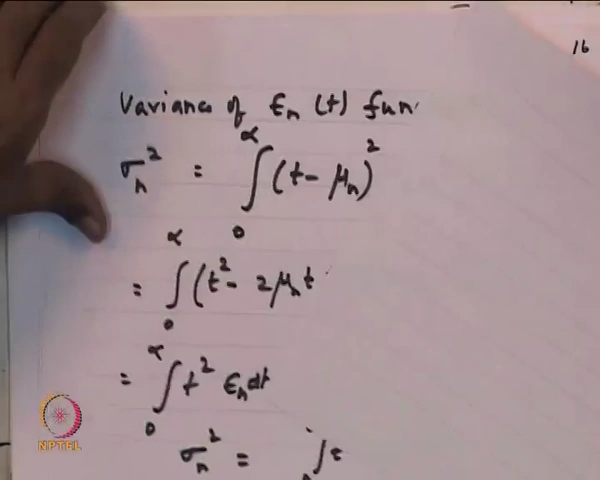 16
Variance of En (t) fun
σn² = ∫₀^α (t - μn)²
= ∫₀^α (t² - 2μn t
= ∫₀^α t² En dt
σn² = ∫ t
NPTEL